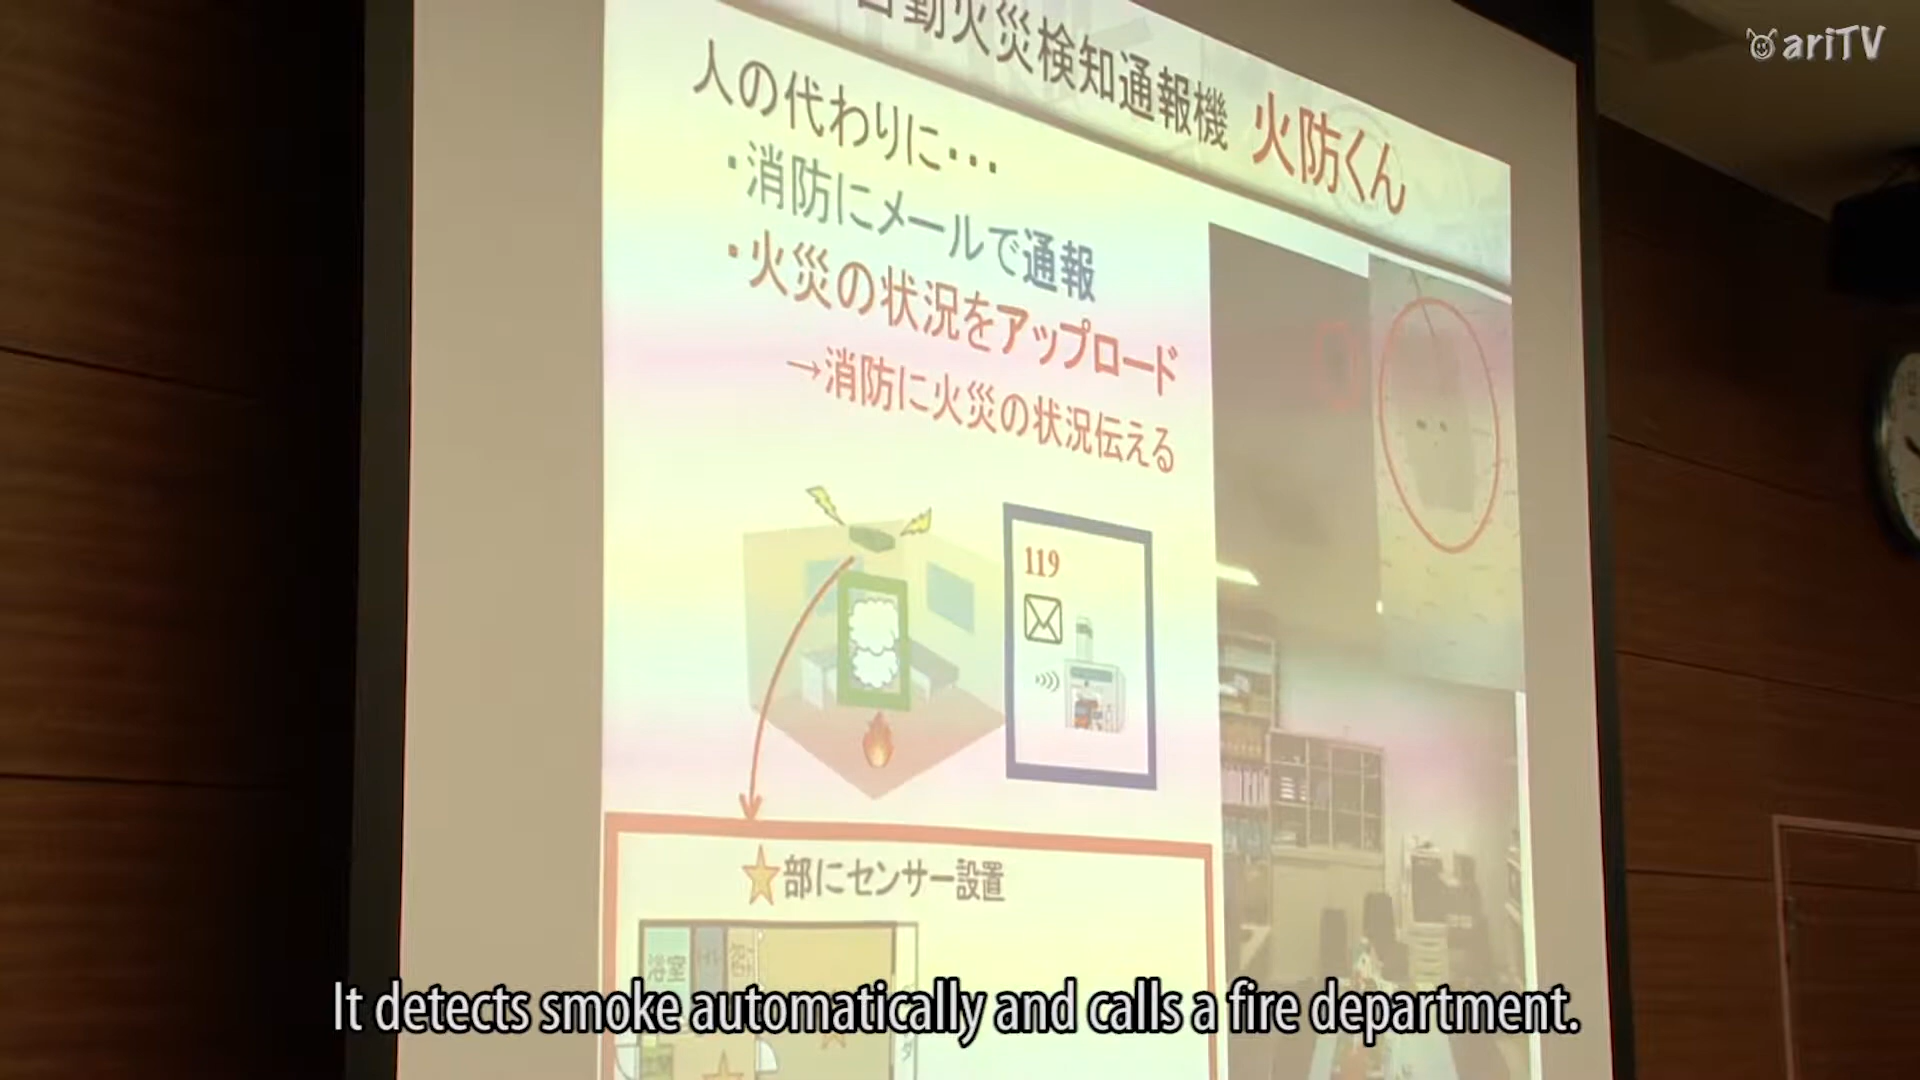 ariTV
自動火災検知通報機 火防くん
人の代わりに・・・
・消防にメールで通報
・火災の状況をアップロード
→消防に火災の状況伝える
119
☆部にセンサー設置
浴室
It detects smoke automatically and calls a fire department.